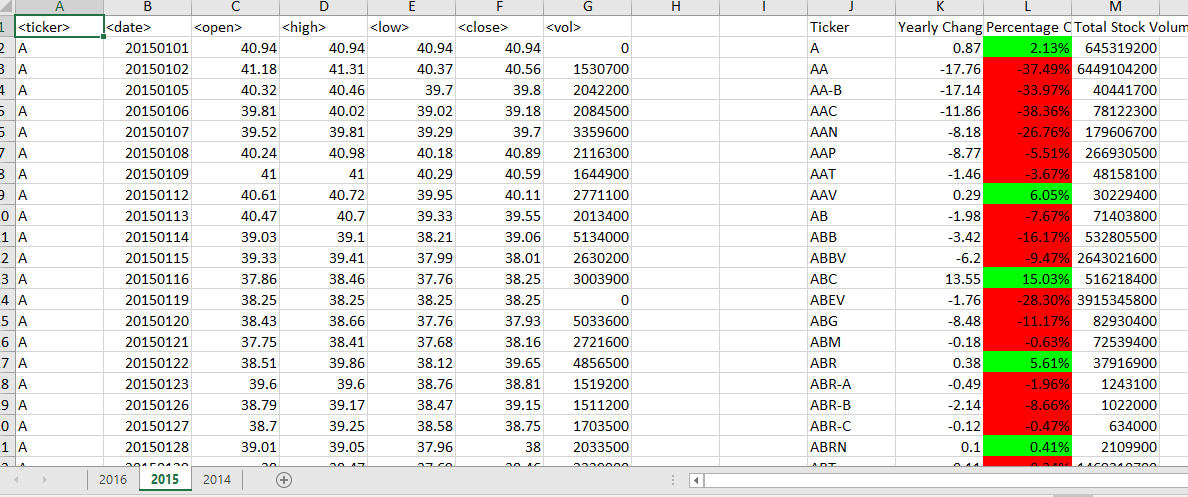 A B C D E F G H I J K L M
1 <ticker> <date> <open> <high> <low> <close> <vol> Ticker Yearly Chang Percentage C Total Stock Volum
2 A 20150101 40.94 40.94 40.94 40.94 0 A 0.87 2.13% 645319200
3 A 20150102 41.18 41.31 40.37 40.56 1530700 AA -17.76 -37.49% 6449104200
4 A 20150105 40.32 40.46 39.7 39.8 2042200 AA-B -17.14 -33.97% 40441700
5 A 20150106 39.81 40.02 39.02 39.18 2084500 AAC -11.86 -38.36% 78122300
6 A 20150107 39.52 39.81 39.29 39.7 3359600 AAN -8.18 -26.76% 179606700
7 A 20150108 40.24 40.98 40.18 40.89 2116300 AAP -8.77 -5.51% 266930500
8 A 20150109 41 41 40.29 40.59 1644900 AAT -1.46 -3.67% 48158100
9 A 20150112 40.61 40.72 39.95 40.11 2771100 AAV 0.29 6.05% 30229400
0 A 20150113 40.47 40.7 39.33 39.55 2013400 AB -1.98 -7.67% 71403800
1 A 20150114 39.03 39.1 38.21 39.06 5134000 ABB -3.42 -16.17% 532805500
2 A 20150115 39.33 39.41 37.99 38.01 2630200 ABBV -6.2 -9.47% 2643021600
3 A 20150116 37.86 38.46 37.76 38.25 3003900 ABC 13.55 15.03% 516218400
4 A 20150119 38.25 38.25 38.25 38.25 0 ABEV -1.76 -28.30% 3915345800
5 A 20150120 38.43 38.66 37.76 37.93 5033600 ABG -8.48 -11.17% 82930400
6 A 20150121 37.75 38.41 37.68 38.16 2721600 ABM -0.18 -0.63% 72539400
7 A 20150122 38.51 39.86 38.12 39.65 4856500 ABR 0.38 5.61% 37916900
8 A 20150123 39.6 39.6 38.76 38.81 1519200 ABR-A -0.49 -1.96% 1243100
9 A 20150126 38.79 39.17 38.47 39.15 1511200 ABR-B -2.14 -8.66% 1022000
0 A 20150127 38.7 39.25 38.58 38.75 1703500 ABR-C -0.12 -0.47% 634000
1 A 20150128 39.01 39.05 37.96 38 2033500 ABRN 0.1 0.41% 2109900
2016 2015 2014